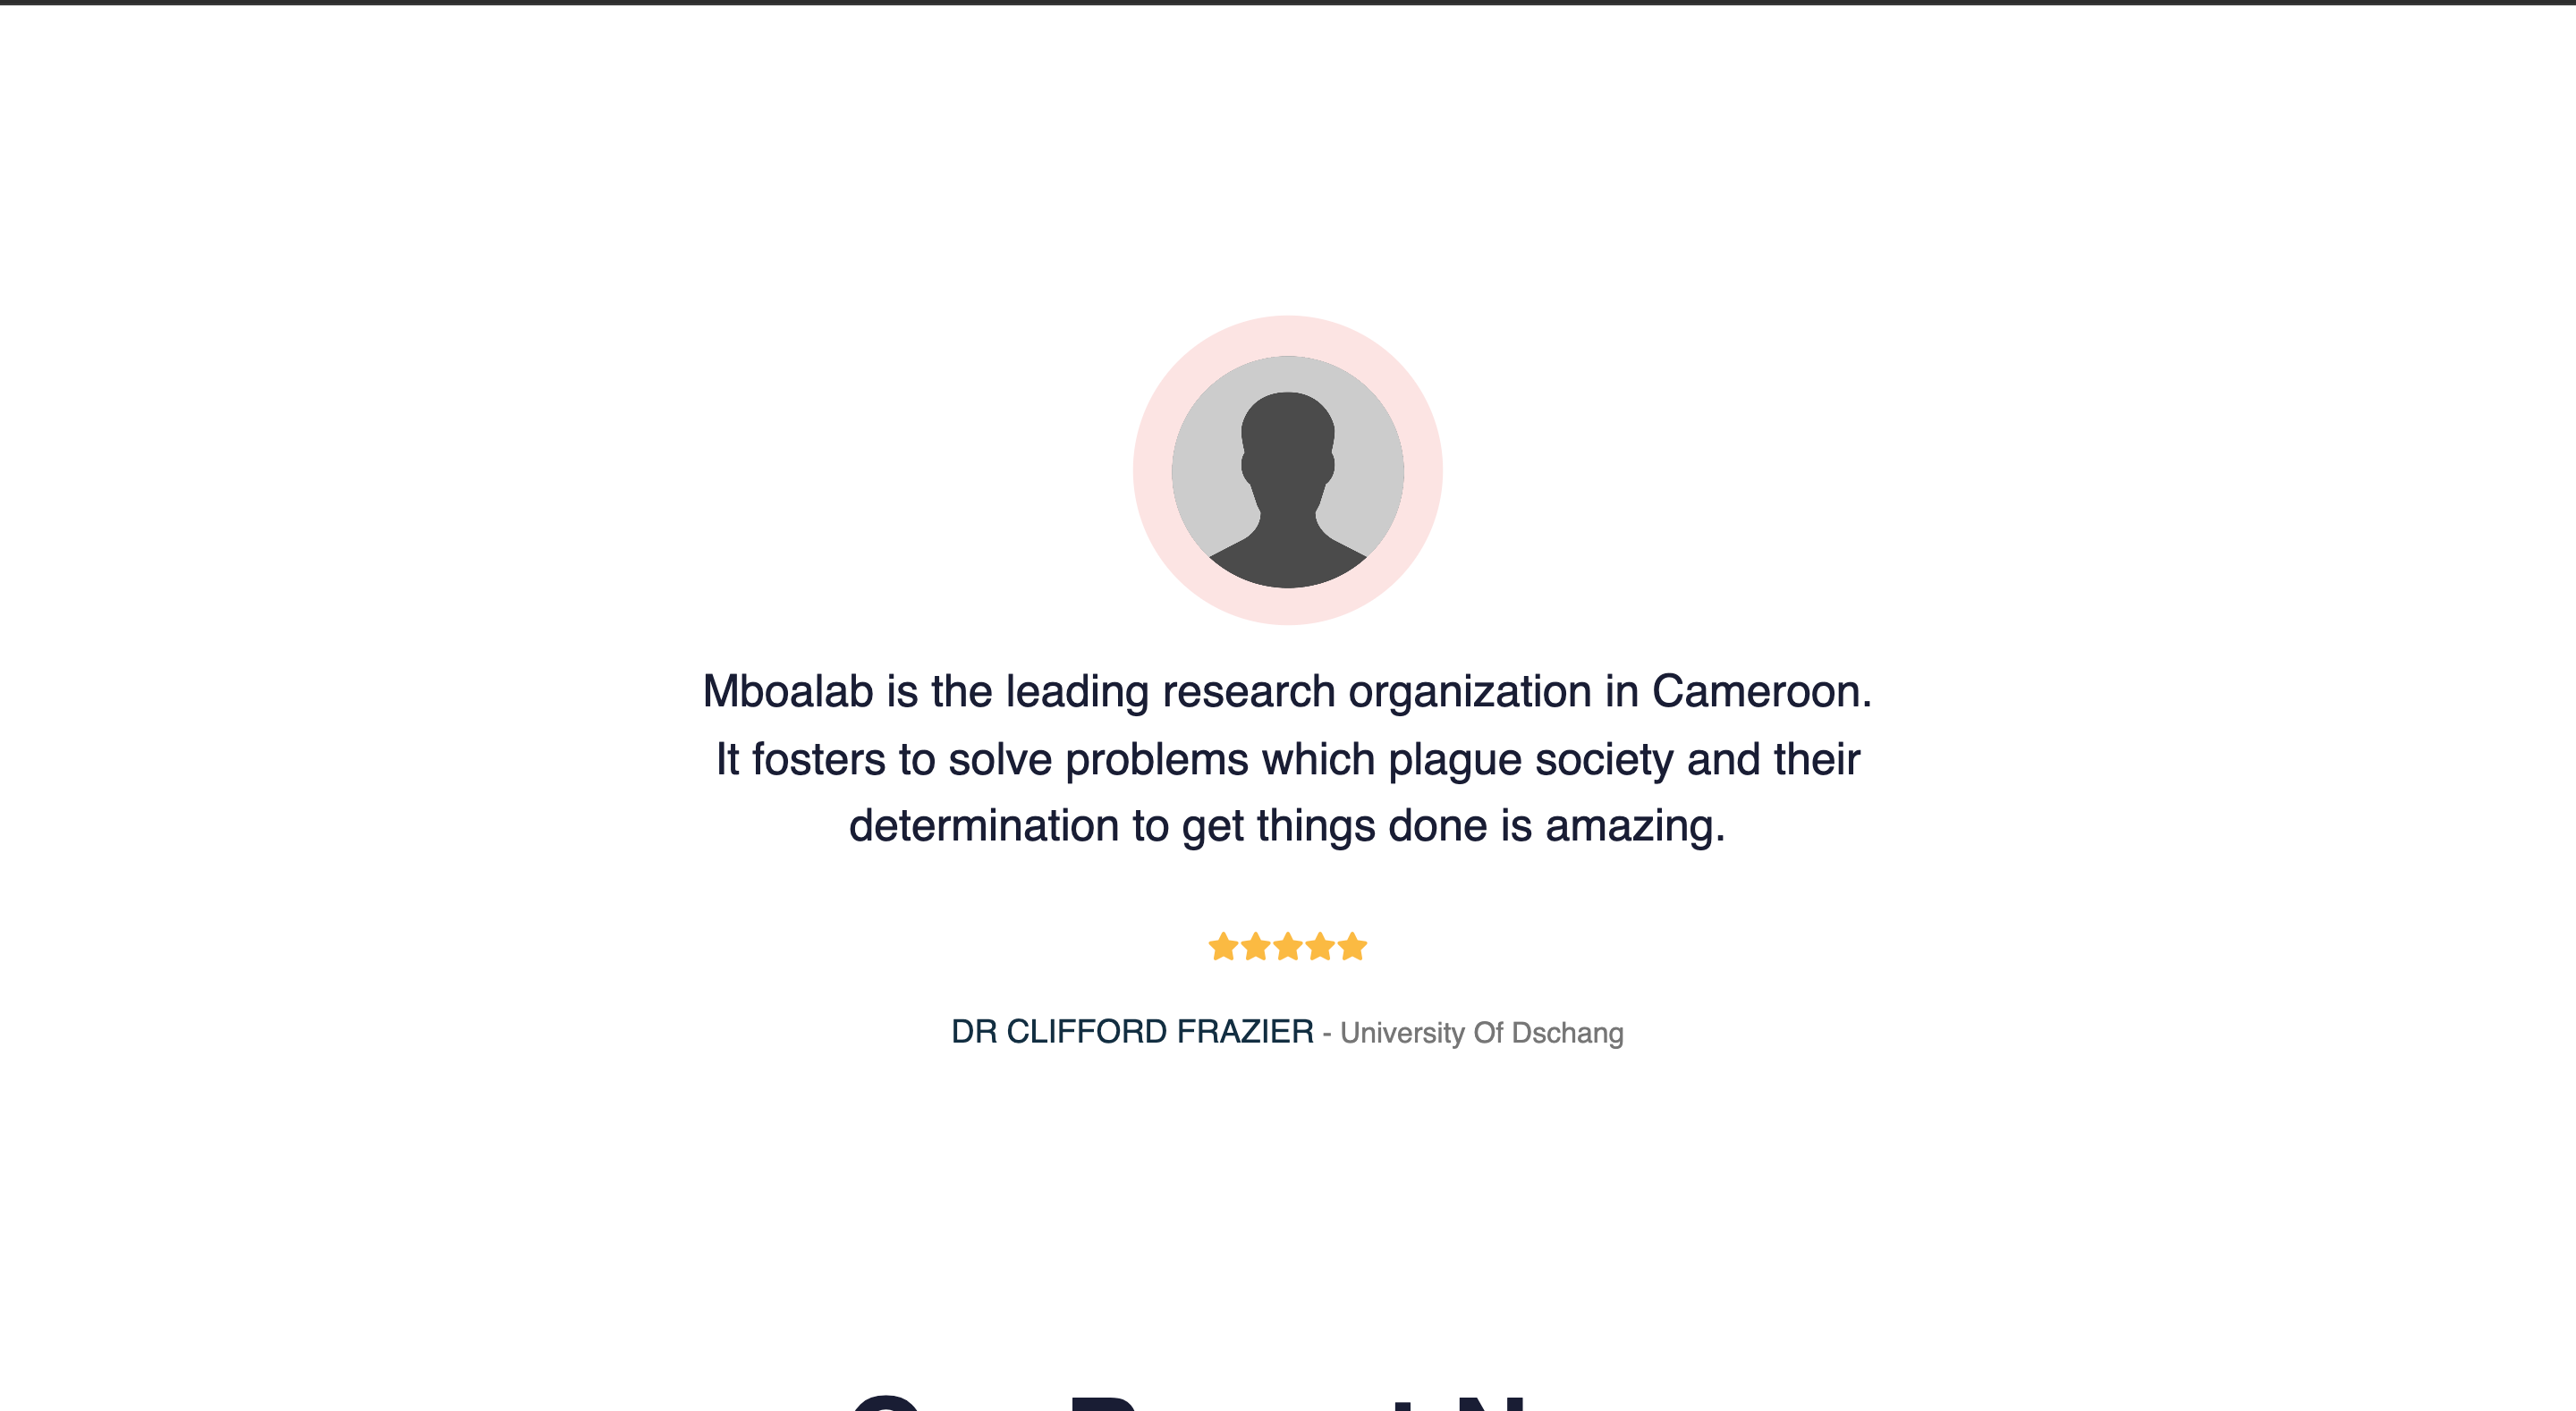 Mboalab is the leading research organization in Cameroon.
It fosters to solve problems which plague society and their
determination to get things done is amazing.
DR CLIFFORD FRAZIER - University Of Dschang